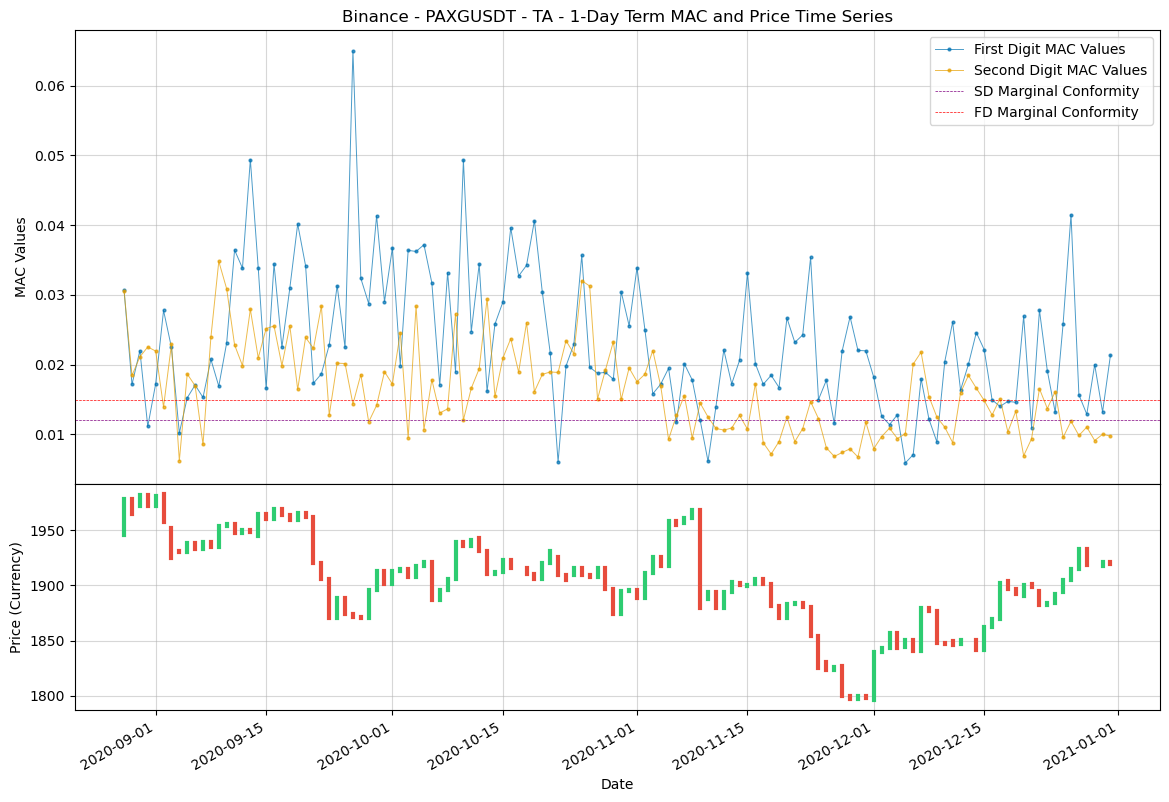 Binance - PAXGUSDT - TA - 1-Day Term MAC and Price Time Series
First Digit MAC Values
Second Digit MAC Values
SD Marginal Conformity
FD Marginal Conformity
MAC Values
0.06
0.05
0.04
0.03
0.02
0.01
Price (Currency)
1950
1900
1850
1800
2020-09-01
2020-09-15
2020-10-01
2020-10-15
2020-11-01
2020-11-15
2020-12-01
2020-12-15
2021-01-01
Date